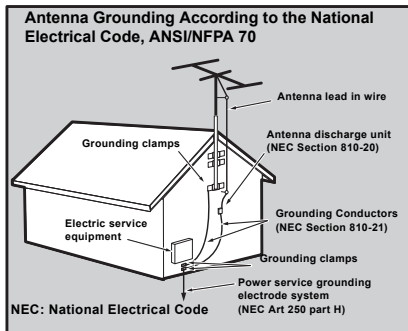 Antenna Grounding According to the National
Electrical Code, ANSI/NFPA 70
Antenna lead in wire
Grounding clamps
Antenna discharge unit
(NEC Section 810-20)
Electric service
equipment
Grounding Conductors
(NEC Section 810-21)
Grounding clamps
Power service grounding
electrode system
(NEC Art 250 part H)
NEC: National Electrical Code